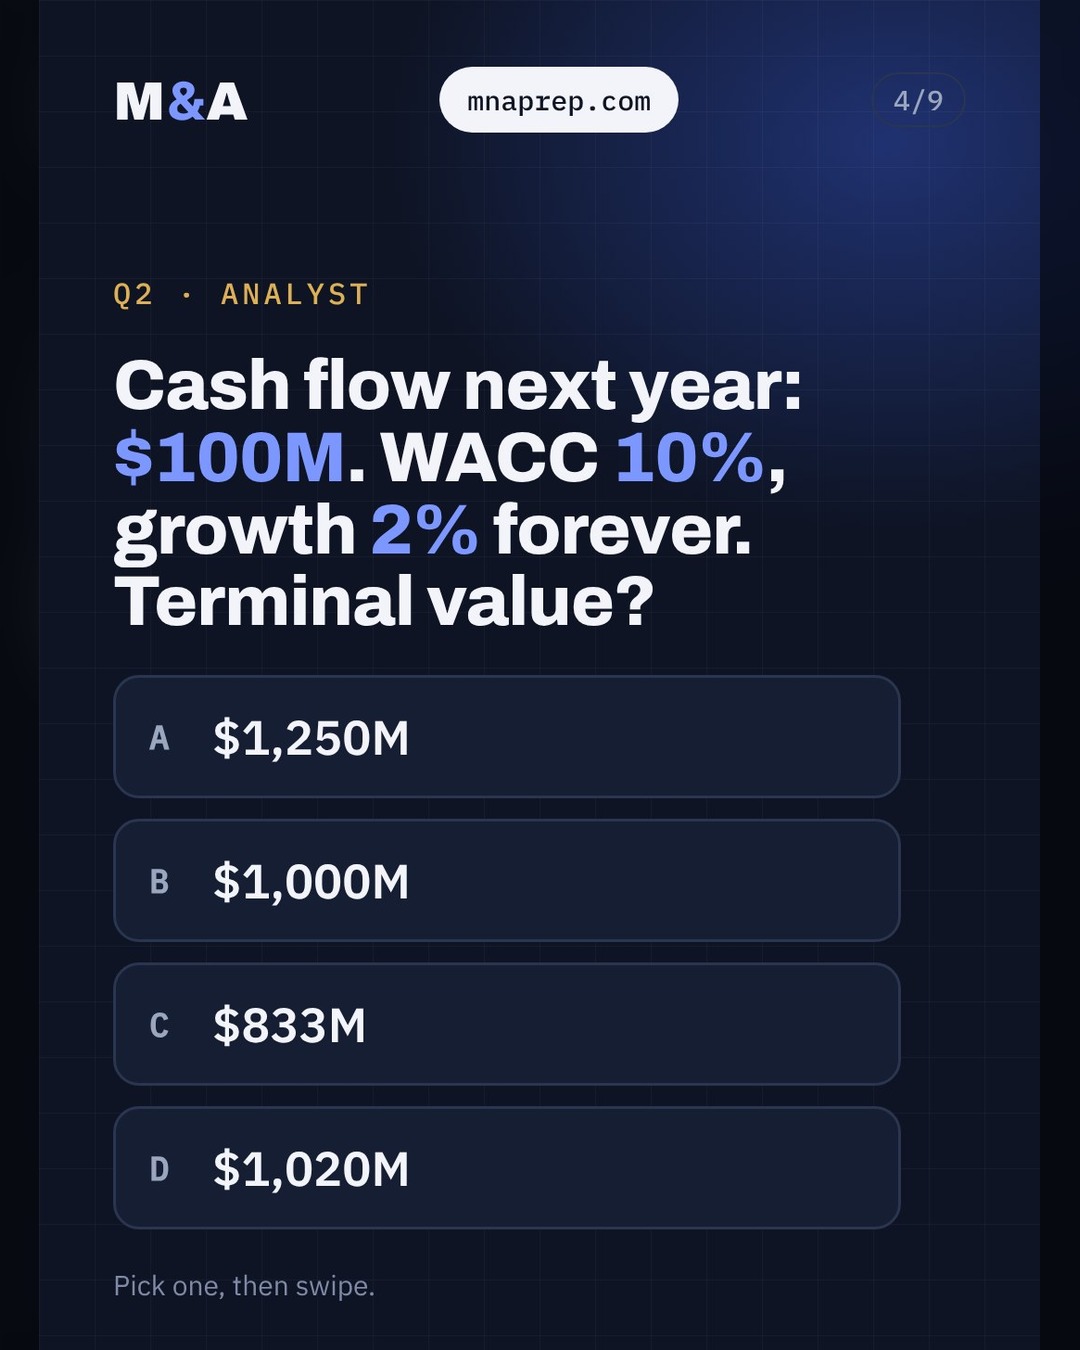 M&A
mnaprep.com
4/9
Q2 · ANALYST
Cash flow next year:
$100M. WACC 10%,
growth 2% forever.
Terminal value?
A $1,250M
B $1,000M
C $833M
D $1,020M
Pick one, then swipe.